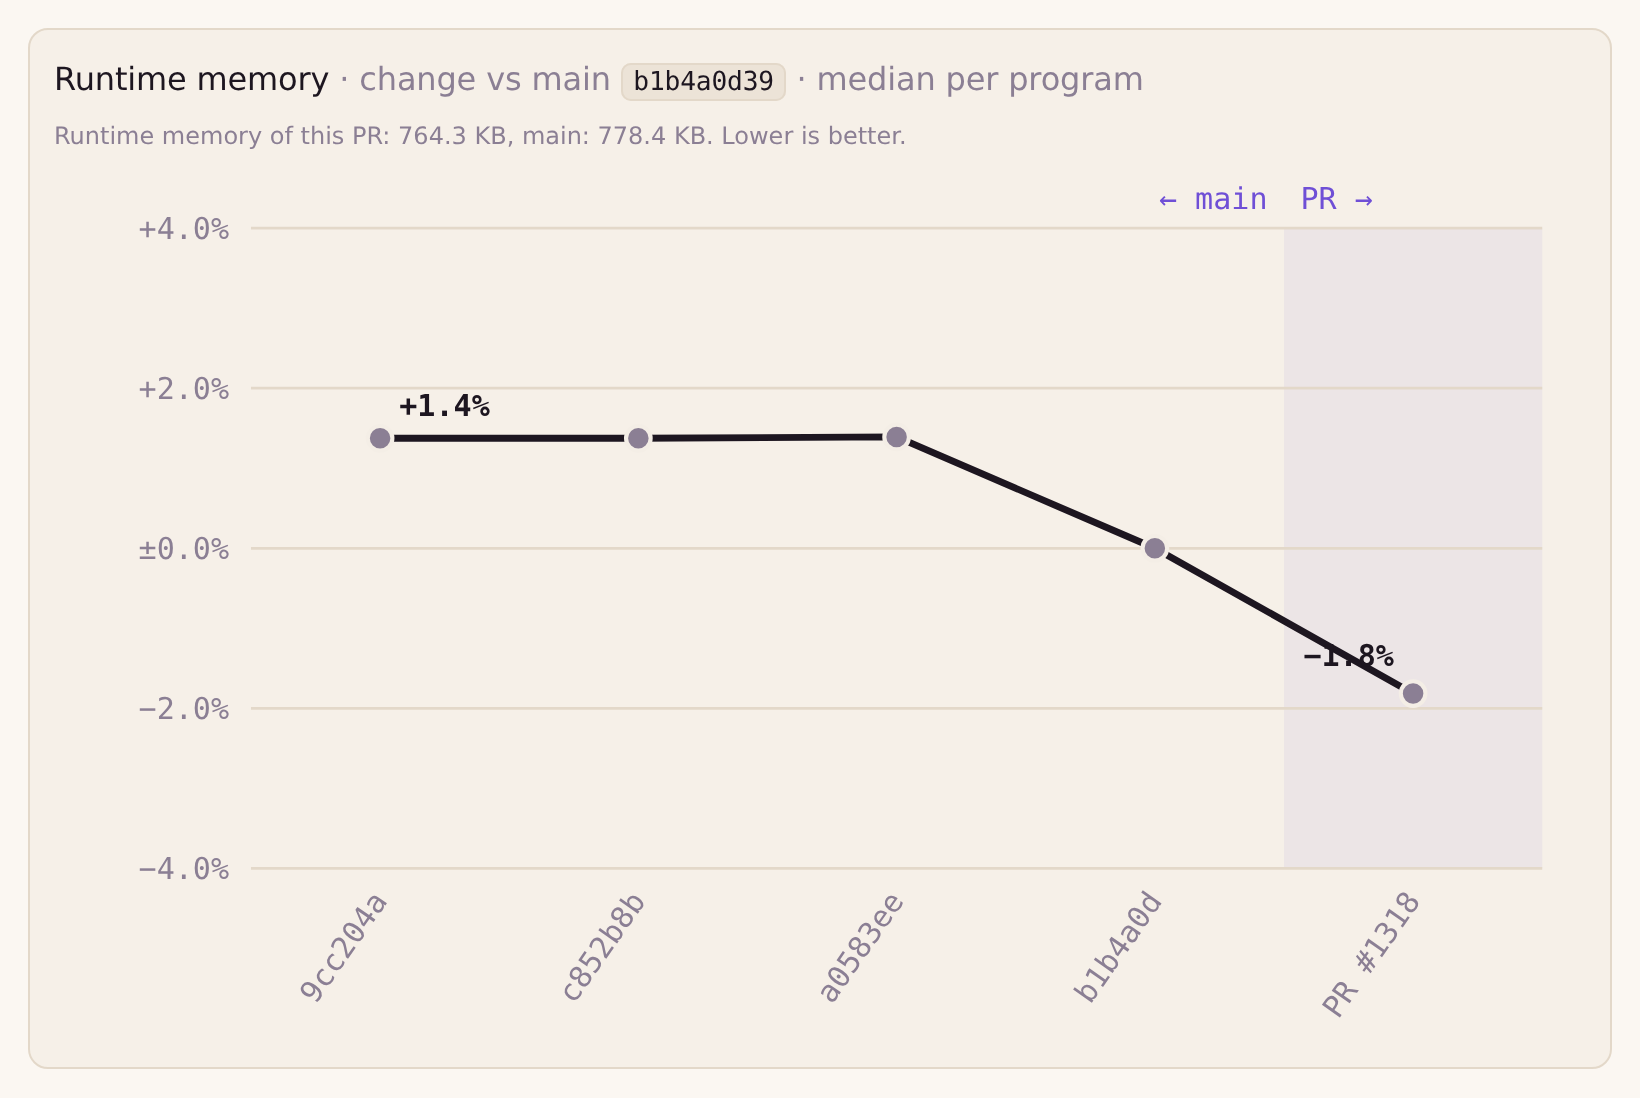 Runtime memory · change vs main b1b4a0d39 · median per program
Runtime memory of this PR: 764.3 KB, main: 778.4 KB. Lower is better.
← main PR →
+4.0%
+2.0%
+1.4%
±0.0%
−1.8%
−2.0%
−4.0%
9cc204a
c852b8b
a0583ee
b1b4a0d
PR #1318